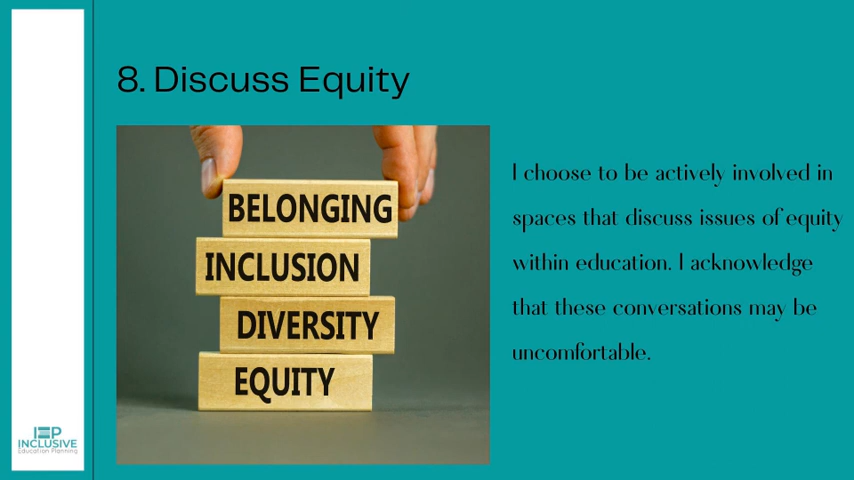 8. Discuss Equity
BELONGING
INCLUSION
DIVERSITY
EQUITY
I choose to be actively involved in
spaces that discuss issues of equity
within education. I acknowledge
that these conversations may be
uncomfortable.
IEP
INCLUSIVE
Education Planning